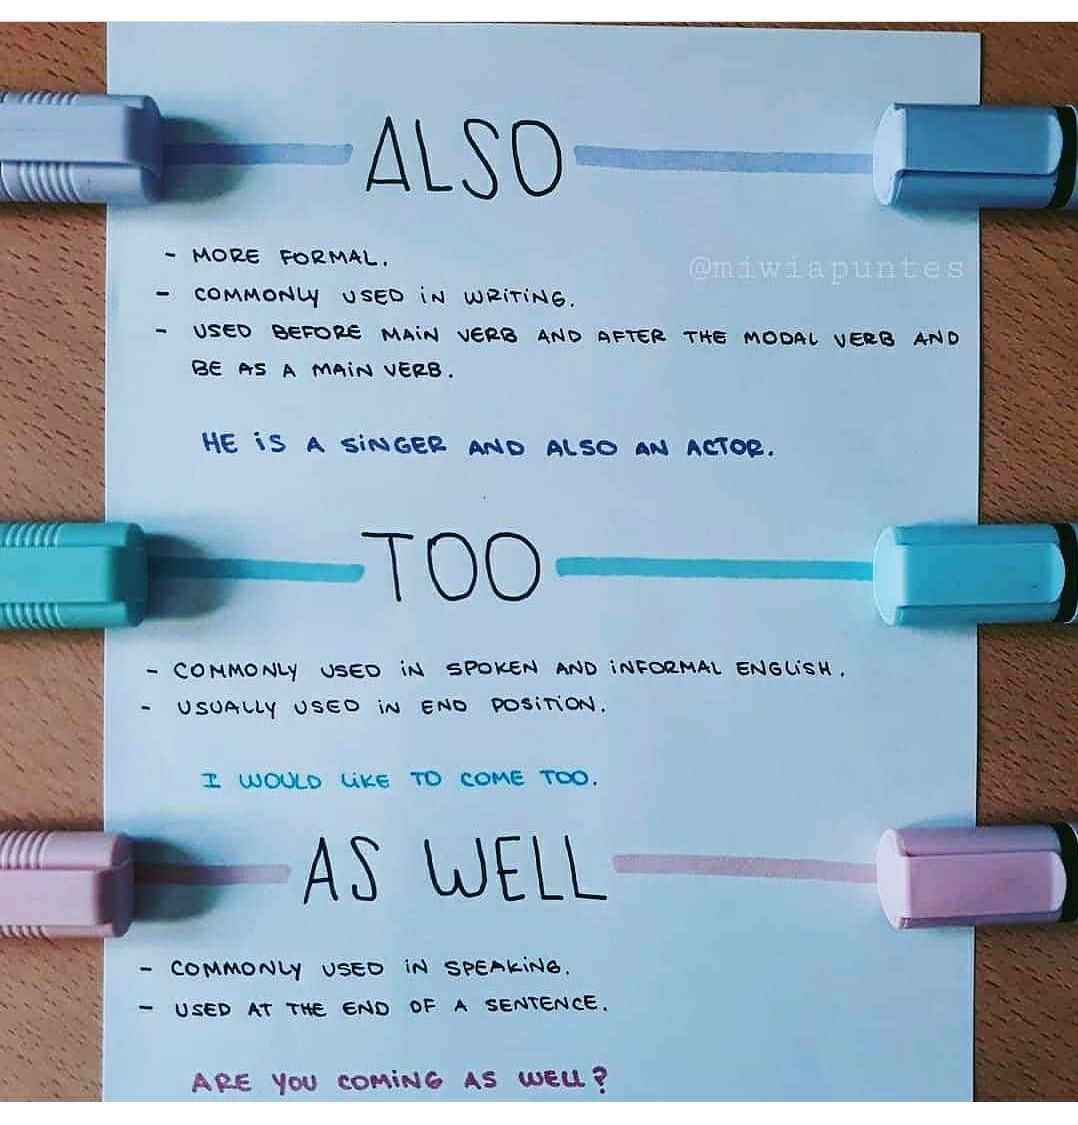 ALSO
- MORE FORMAL.
@miwiapuntes
- COMMONLY USED IN WRITING.
- USED BEFORE MAIN VERB AND AFTER THE MODAL VERB AND
BE AS A MAIN VERB.
HE IS A SINGER AND ALSO AN ACTOR.
TOO
- COMMONLY USED IN SPOKEN AND INFORMAL ENGLISH.
- USUALLY USED IN END POSITION.
I WOULD LIKE TO COME TOO.
AS WELL
- COMMONLY USED IN SPEAKING.
- USED AT THE END OF A SENTENCE.
ARE YOU COMING AS WELL?